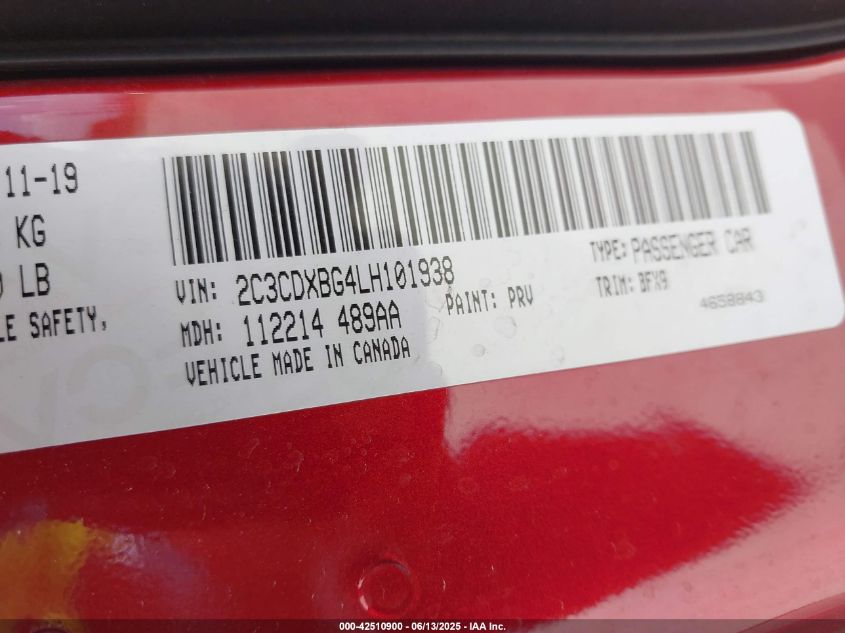 11-19
KG
LB
LE SAFETY,
VIN: 2C3CDXBG4LH101938
MDH: 112214 489AA
VEHICLE MADE IN CANADA
PAINT: PRV
TYPE: PASSENGER CAR
TRIM: BFX9
4658843
000-42510900 - 06/13/2025 - IAA Inc.